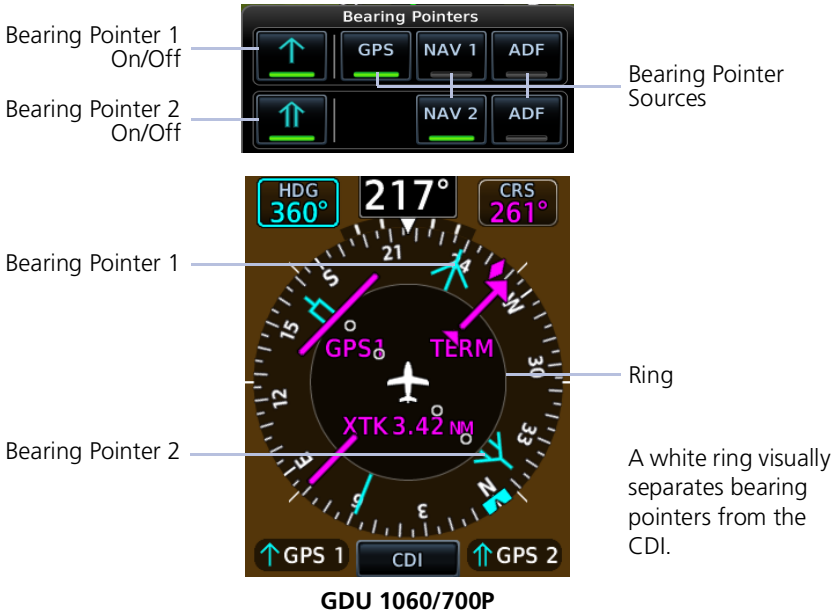 Bearing Pointers
Bearing Pointer 1
On/Off
GPS
NAV 1
ADF
Bearing Pointer
Sources
Bearing Pointer 2
On/Off
NAV 2
ADF
HDG
360°
217°
CRS
261°
Bearing Pointer 1
21
24
S
W
15
GPS1
TERM
30
Ring
12
XTK 3.42 NM
33
Bearing Pointer 2
E
N
6
3
A white ring visually
separates bearing
pointers from the
CDI.
GPS 1
CDI
GPS 2
GDU 1060/700P